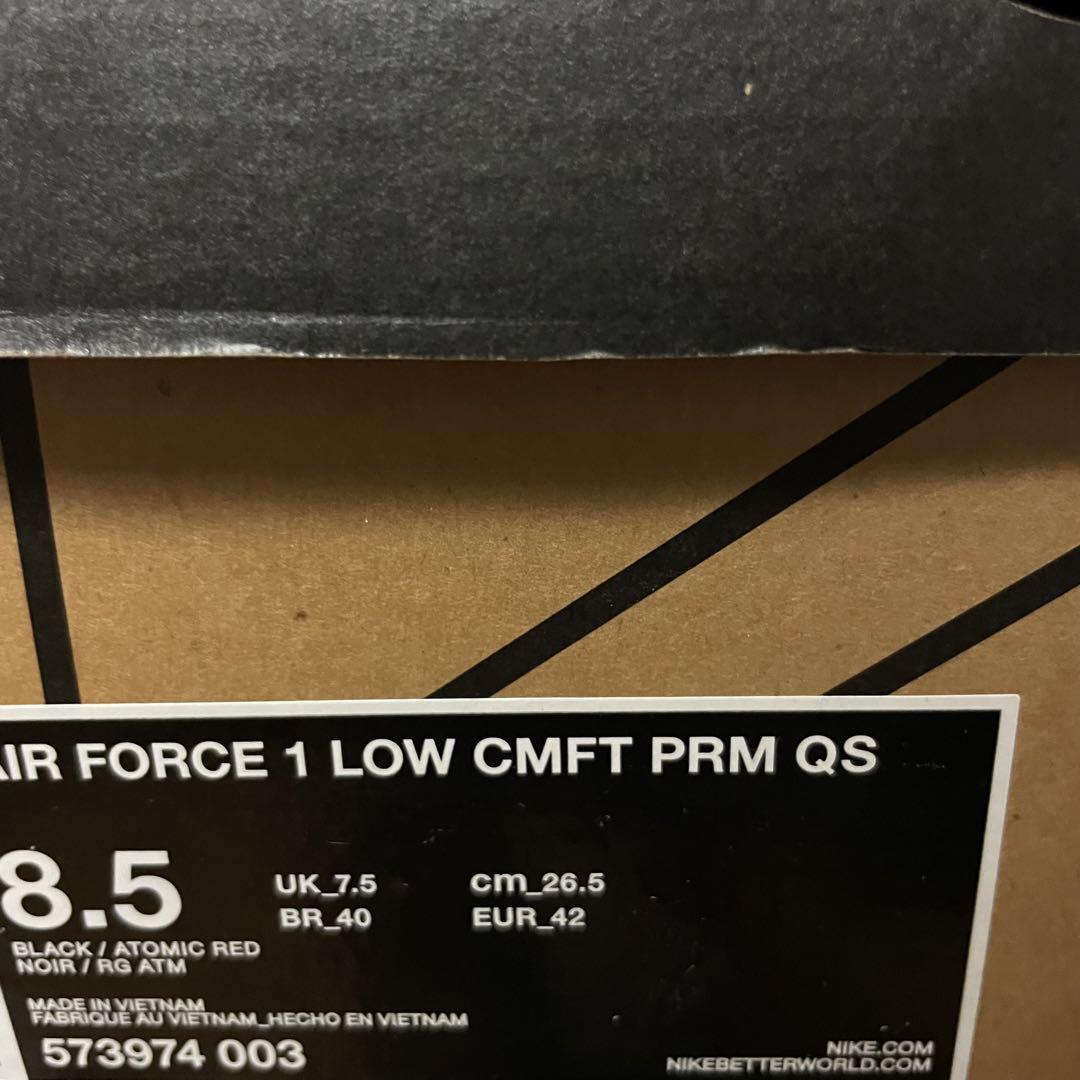 AIR FORCE 1 LOW CMFT PRM QS
8.5 UK_7.5 cm_26.5
BR_40 EUR_42
BLACK / ATOMIC RED
NOIR / RG ATM
MADE IN VIETNAM
FABRIQUE AU VIETNAM_HECHO EN VIETNAM
573974 003
NIKE.COM
NIKEBETTERWORLD.COM